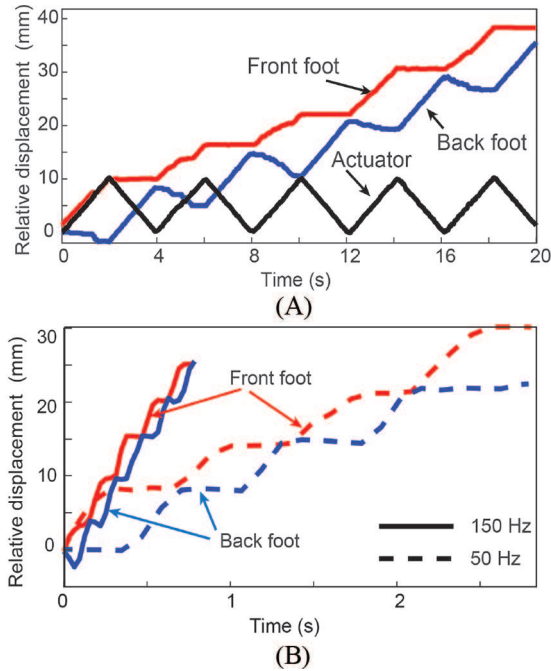 (A)
Relative displacement (mm)
40
30
20
10
0
Front foot
Back foot
Actuator
0 4 8 12 16 20
Time (s)
(A)
Relative displacement (mm)
30
20
10
0
Front foot
Back foot
150 Hz
50 Hz
0 1 2
Time (s)
(B)